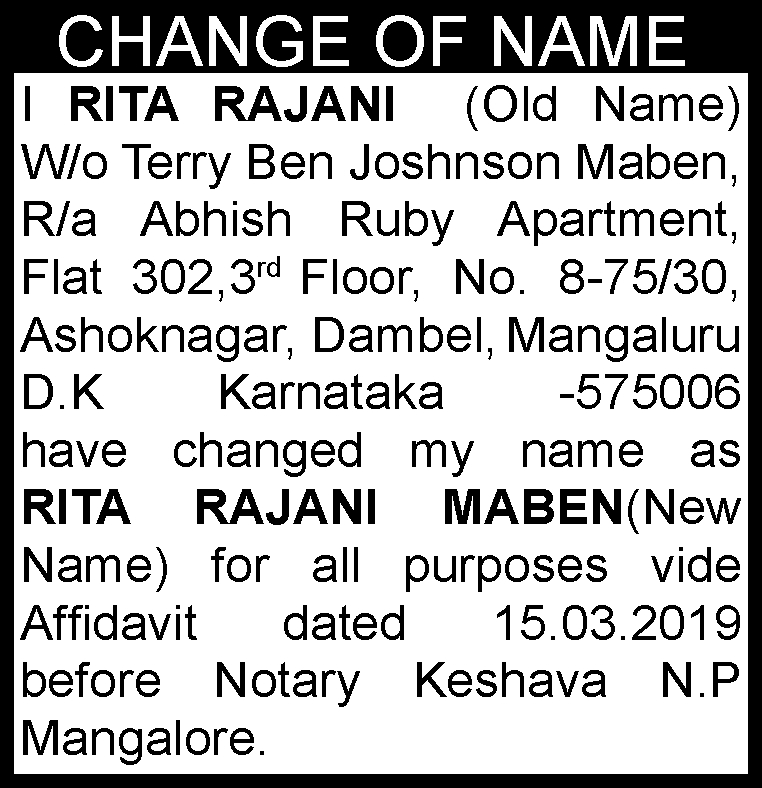 CHANGE OF NAME
I RITA RAJANI (Old Name)
W/o Terry Ben Joshnson Maben,
R/a Abhish Ruby Apartment,
Flat 302,3rd Floor, No. 8-75/30,
Ashoknagar, Dambel, Mangaluru
D.K Karnataka -575006
have changed my name as
RITA RAJANI MABEN(New
Name) for all purposes vide
Affidavit dated 15.03.2019
before Notary Keshava N.P
Mangalore.